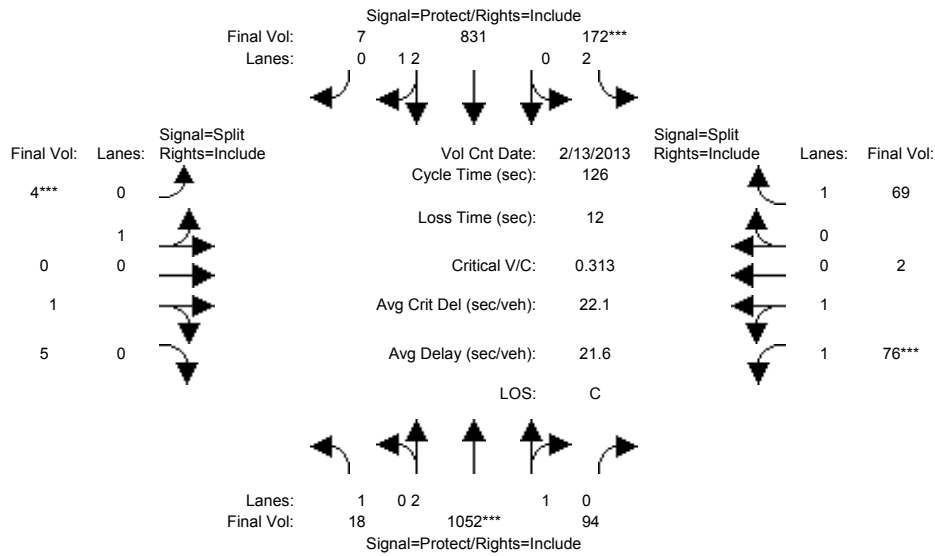 Signal=Protect/Rights=Include
Final Vol: 7 831 172***
Lanes: 0 1 2 0 2
Signal=Split
Final Vol: Lanes: Rights=Include
Vol Cnt Date: 2/13/2013
Signal=Split
Rights=Include Lanes: Final Vol:
Cycle Time (sec): 126
4*** 0
1 69
Loss Time (sec): 12
1
0
0 0
Critical V/C: 0.313
0 2
1
Avg Crit Del (sec/veh): 22.1
1
5 0
Avg Delay (sec/veh): 21.6
1 76***
LOS: C
Lanes: 1 0 2 1 0
Final Vol: 18 1052*** 94
Signal=Protect/Rights=Include